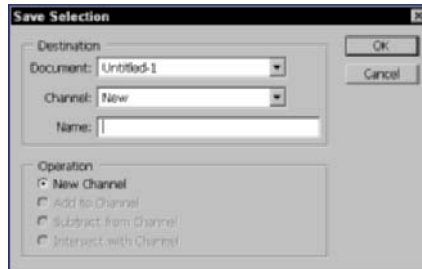 Save Selection
Destination
Document: Untitled-1
Channel: New
Name:
OK
Cancel
Operation
New Channel
Add to Channel
Subtract from Channel
Intersect with Channel